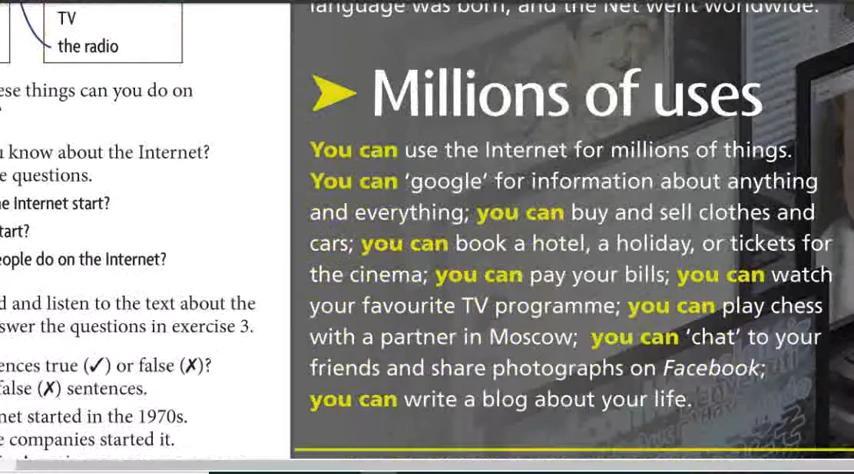 TV
the radio
ese things can you do on
know about the Internet?
e questions.
e Internet start?
tart?
eople do on the Internet?
d and listen to the text about the
swer the questions in exercise 3.
ences true (✓) or false (✗)?
false (✗) sentences.
net started in the 1970s.
e companies started it.
language was born, and the Net went worldwide.
Millions of uses
You can use the Internet for millions of things.
You can ‘google’ for information about anything
and everything; you can buy and sell clothes and
cars; you can book a hotel, a holiday, or tickets for
the cinema; you can pay your bills; you can watch
your favourite TV programme; you can play chess
with a partner in Moscow; you can ‘chat’ to your
friends and share photographs on Facebook;
you can write a blog about your life.